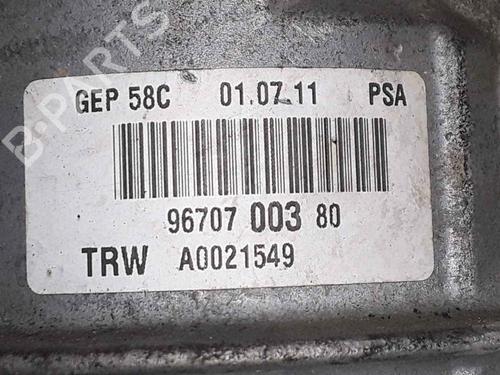 B-PARTS
GEP 58C 01.07.11 PSA
96707 003 80
TRW A0021549